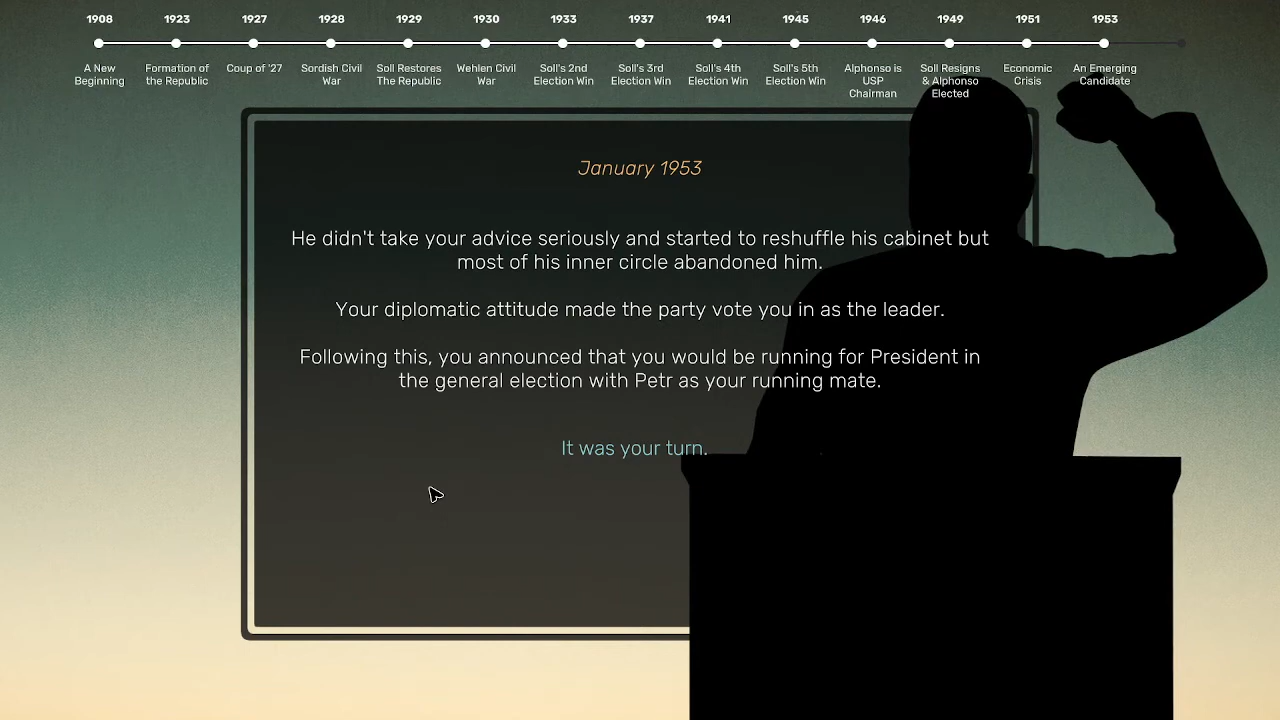 1908 1923 1927 1928 1929 1930 1933 1937 1941 1945 1946 1949 1951 1953
A New Beginning
Formation of the Republic
Coup of '27
Sordish Civil War
Soll Restores The Republic
Wehlen Civil War
Soll's 2nd Election Win
Soll's 3rd Election Win
Soll's 4th Election Win
Soll's 5th Election Win
Alphonso is USP Chairman
Soll Resigns & Alphonso Elected
Economic Crisis
An Emerging Candidate
January 1953
He didn't take your advice seriously and started to reshuffle his cabinet but
most of his inner circle abandoned him.
Your diplomatic attitude made the party vote you in as the leader.
Following this, you announced that you would be running for President in
the general election with Petr as your running mate.
It was your turn.